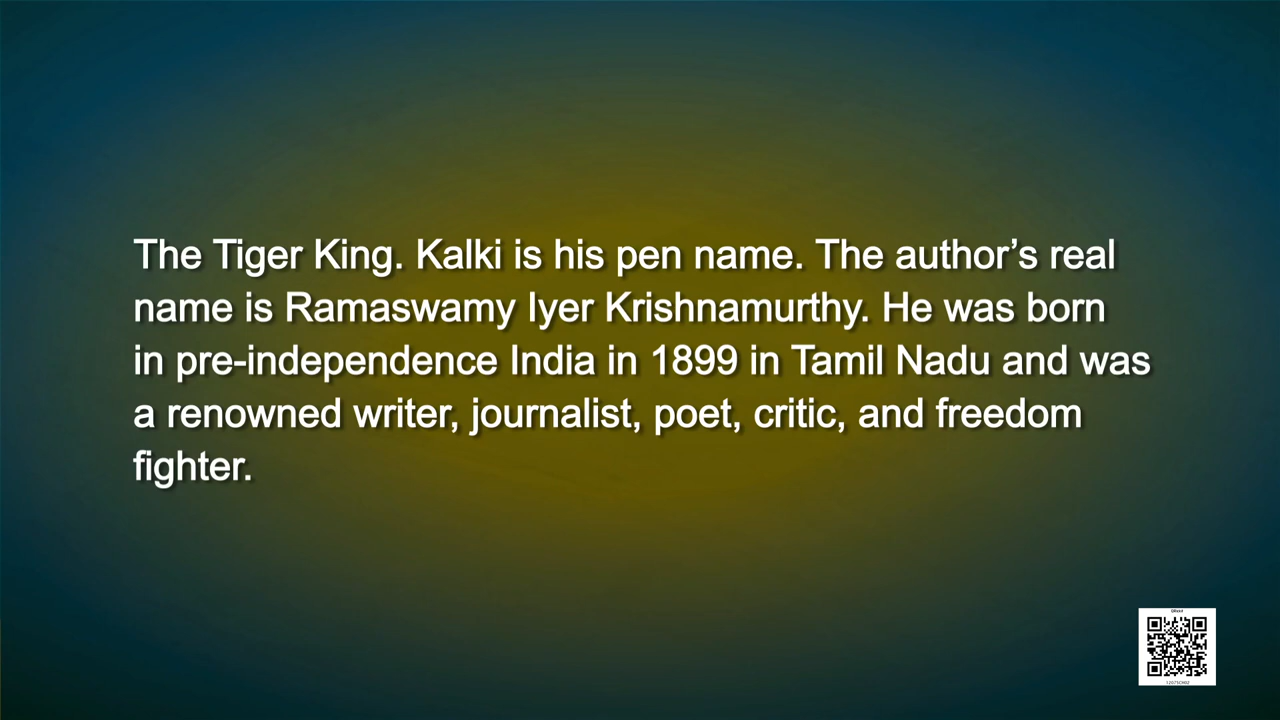 The Tiger King. Kalki is his pen name. The author’s real
name is Ramaswamy Iyer Krishnamurthy. He was born
in pre-independence India in 1899 in Tamil Nadu and was
a renowned writer, journalist, poet, critic, and freedom
fighter.